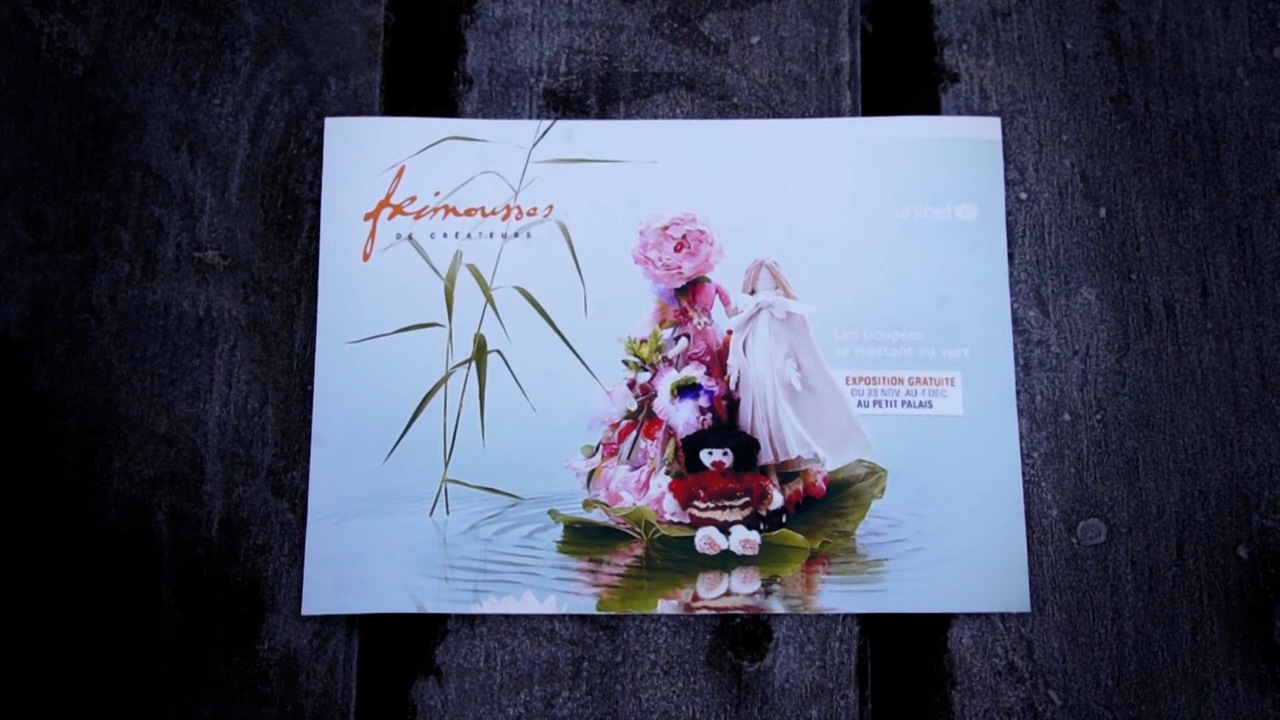 frimousses
DE CRÉATEURS
unicef
Les poupées
se mettent au vert
EXPOSITION GRATUITE
DU 28 NOV. AU 4 DEC.
AU PETIT PALAIS